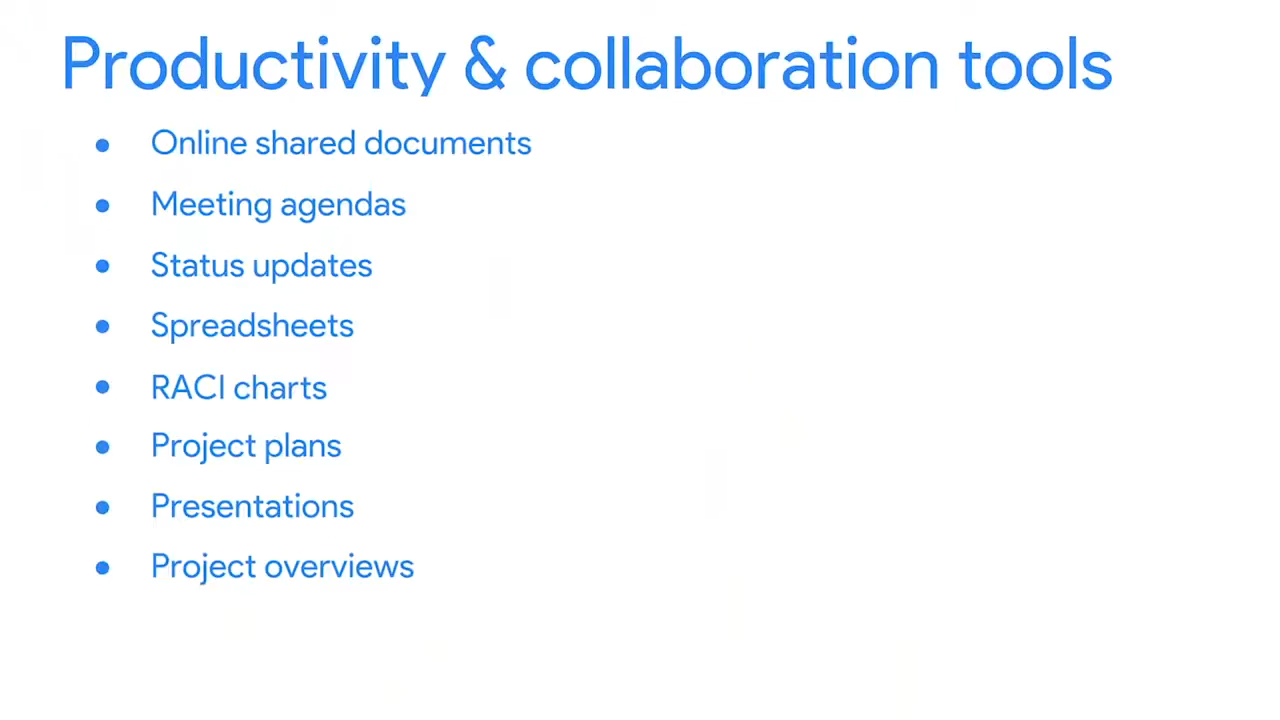 Productivity & collaboration tools
• Online shared documents
• Meeting agendas
• Status updates
• Spreadsheets
• RACI charts
• Project plans
• Presentations
• Project overviews